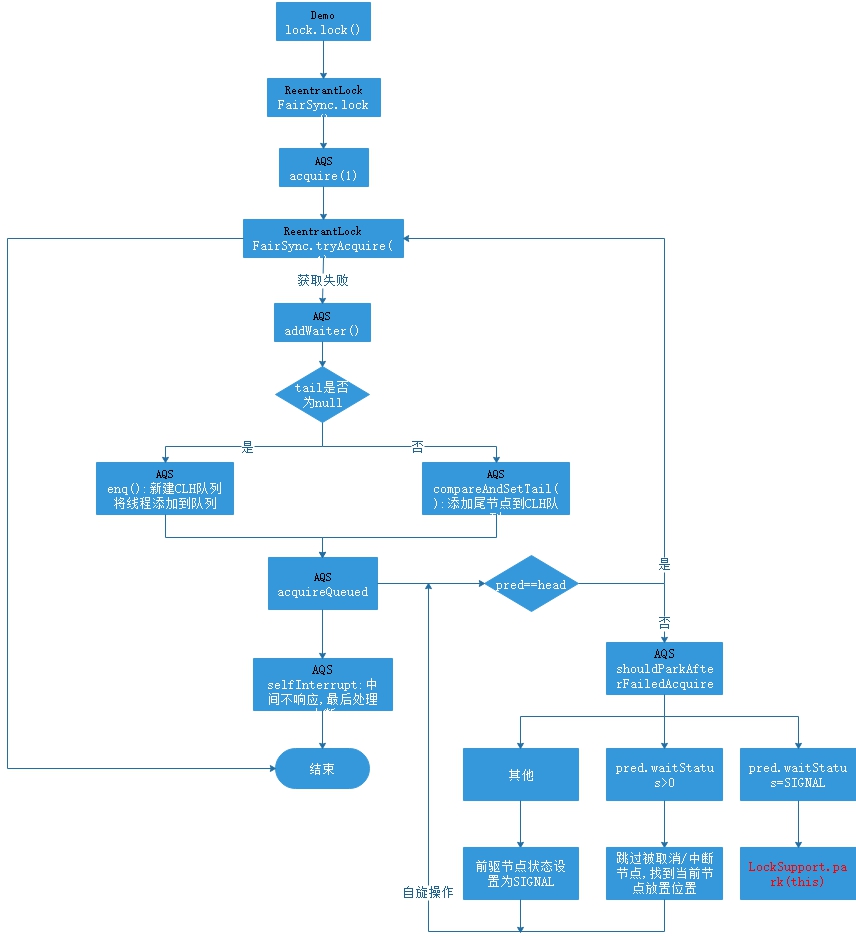 Demo
lock.lock()
ReentrantLock
FairSync.lock
AQS
acquire(1)
ReentrantLock
FairSync.tryAcquire(
获取失败
AQS
addWaiter()
tail是否
为null
是
否
AQS
enq():新建CLH队列
将线程添加到队列
AQS
compareAndSetTail(
):添加尾节点到CLH队
AQS
acquireQueued
pred==head
是
否
AQS
shouldParkAfte
rFailedAcquire
AQS
selfInterrupt:中
间不响应,最后处理
结束
其他
pred.waitStatu
s>0
pred.waitStatu
s=SIGNAL
前驱节点状态设
置为SIGNAL
跳过被取消/中断
节点,找到当前节
点放置位置
LockSupport.pa
rk(this)
自旋操作